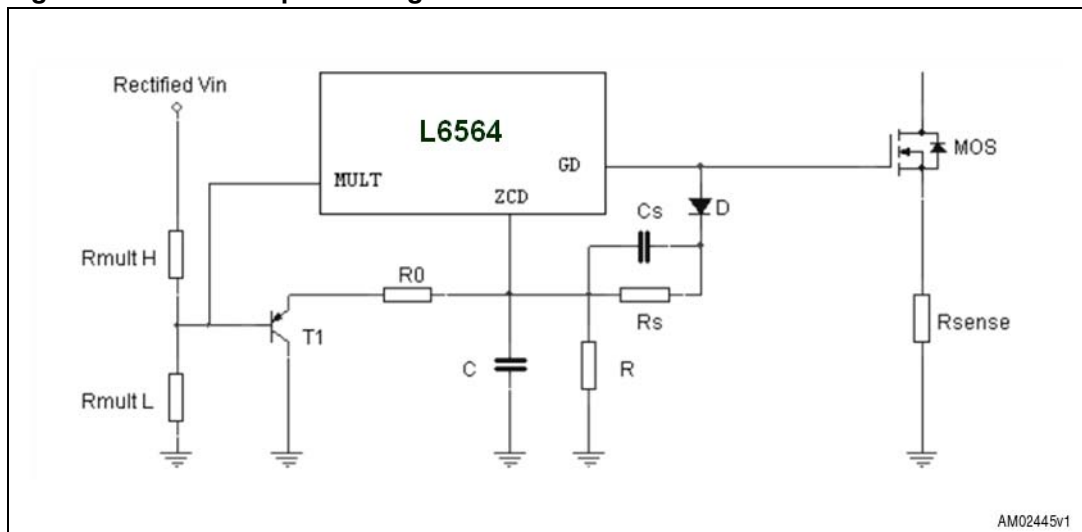 Rectified Vin
L6564
MULT
GD
ZCD
MOS
Cs
D
Rmult H
R0
Rs
T1
Rsense
C
R
Rmult L
AM02445v1